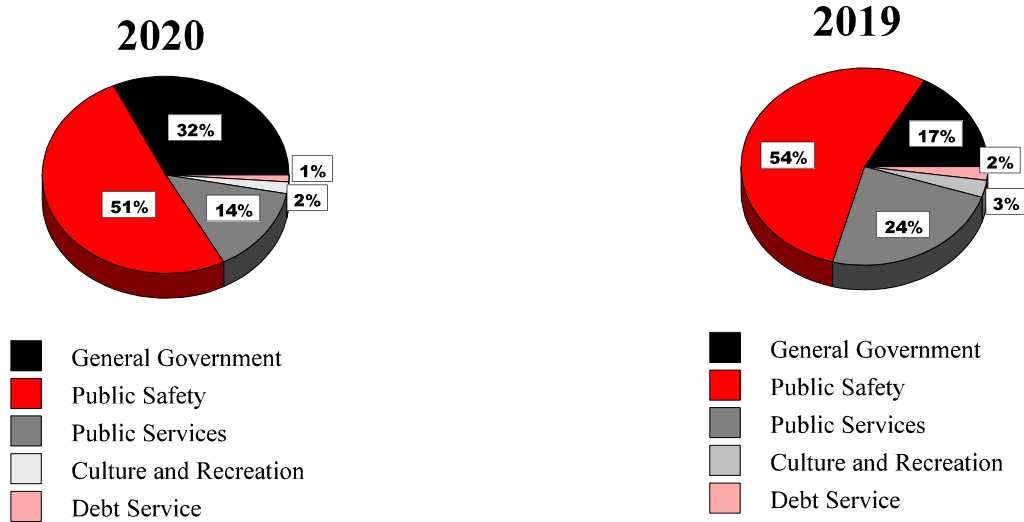 2020
32%
1%
51%
14%
2%
General Government
Public Safety
Public Services
Culture and Recreation
Debt Service
2019
17%
54%
2%
3%
24%
General Government
Public Safety
Public Services
Culture and Recreation
Debt Service